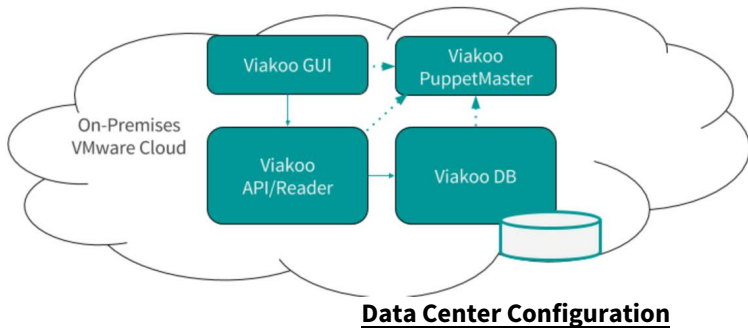 Viakoo GUI
Viakoo
PuppetMaster
On-Premises
VMware Cloud
Viakoo
API/Reader
Viakoo DB
Data Center Configuration